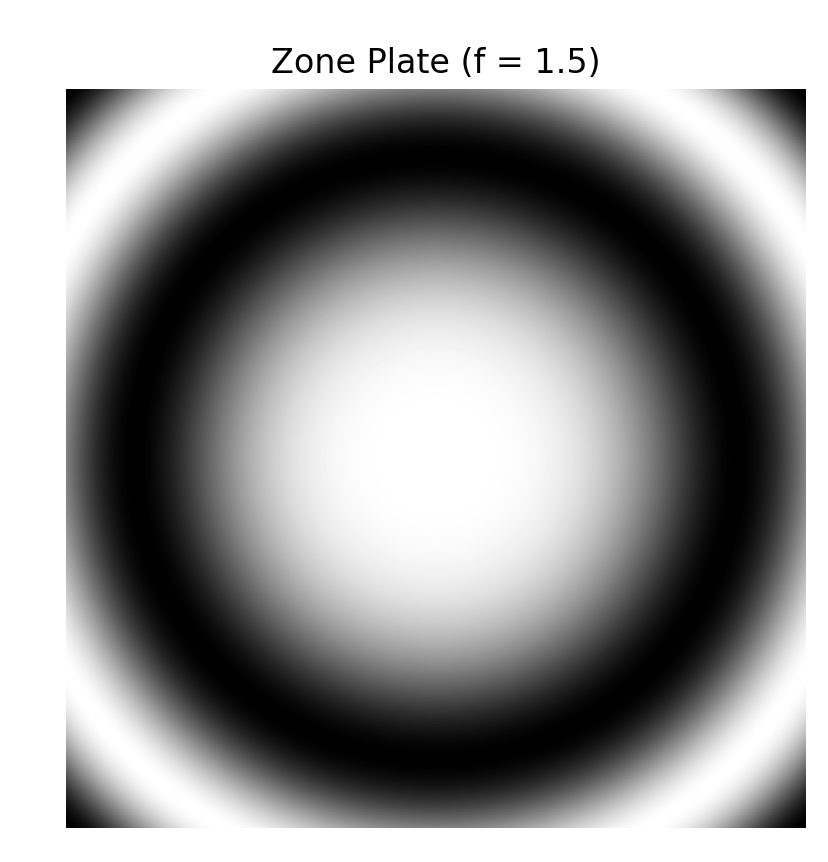 Zone Plate (f = 1.5)